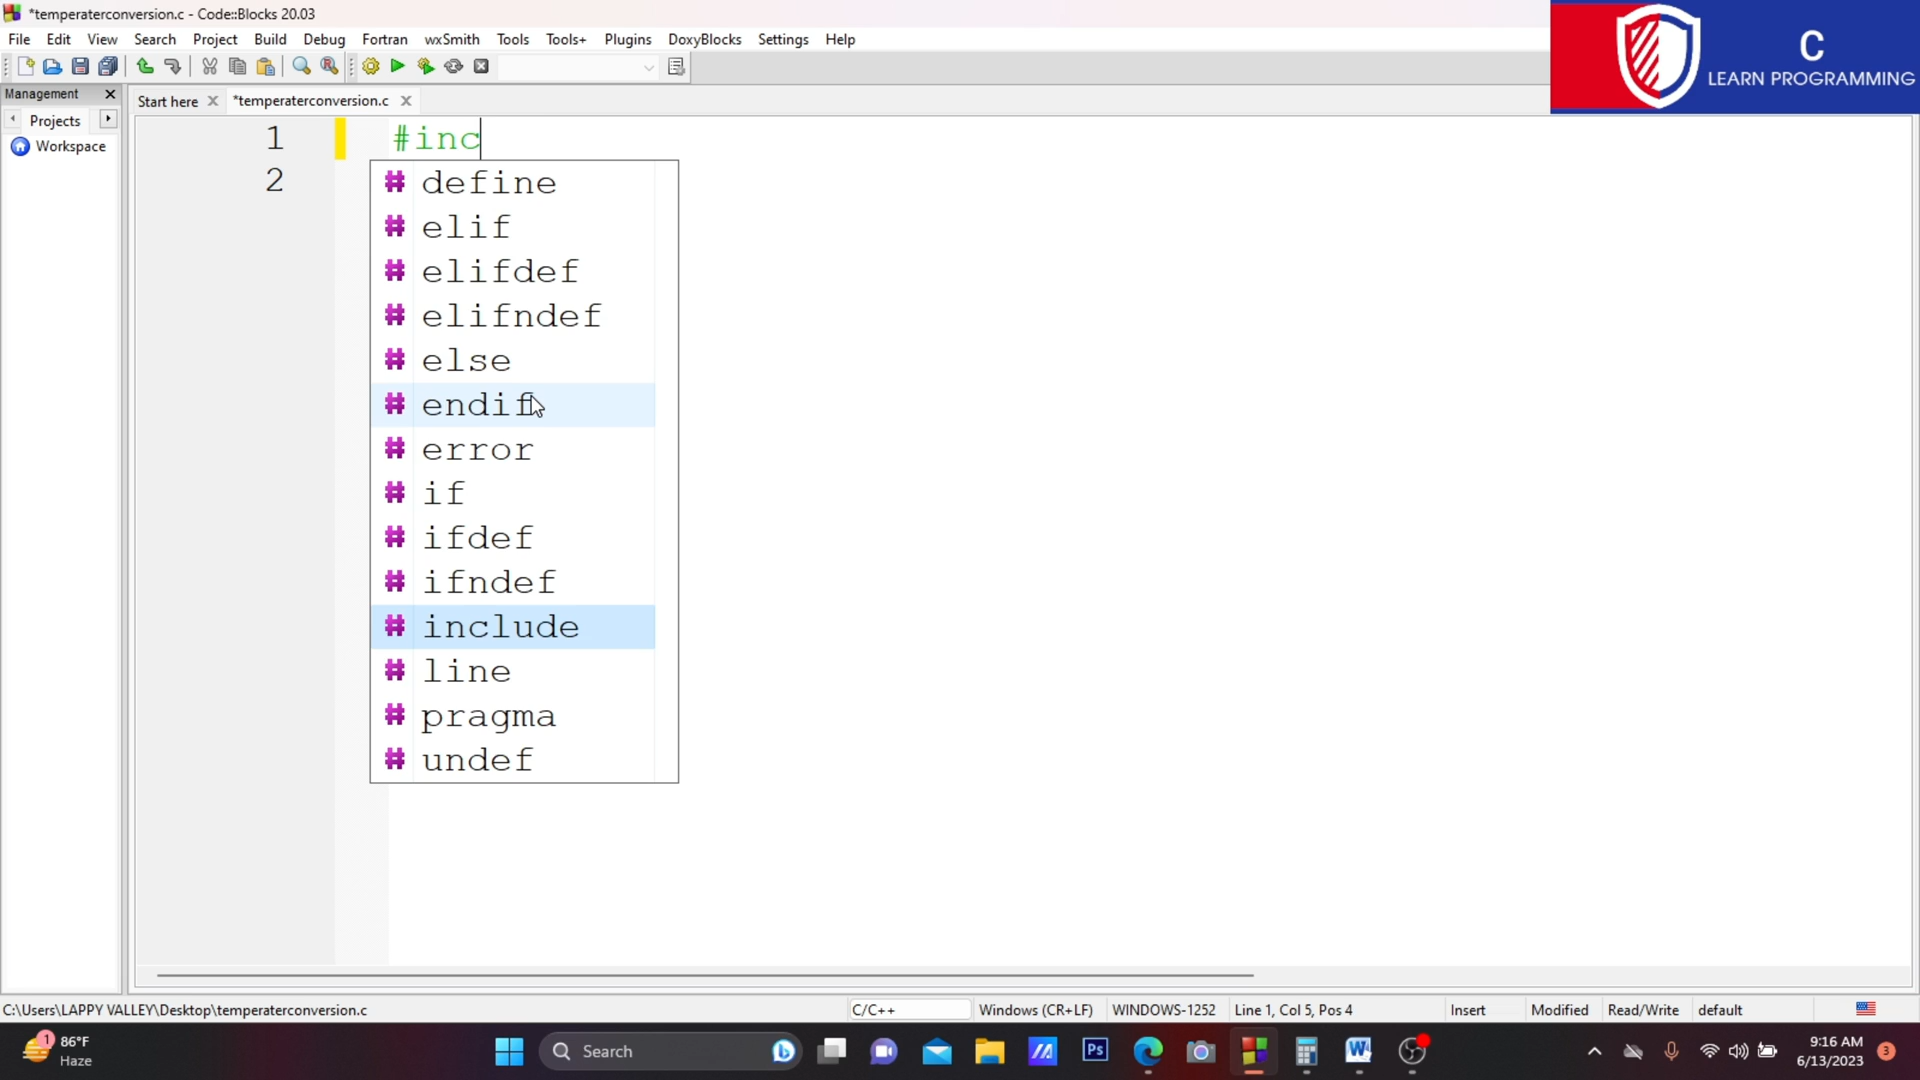 *temperaterconversion.c - Code::Blocks 20.03
File Edit View Search Project Build Debug Fortran wxSmith Tools Tools+ Plugins DoxyBlocks Settings Help
C
LEARN PROGRAMMING
Management
Start here *temperaterconversion.c
Projects
Workspace
1 #inc
2
# define
# elif
# elifdef
# elifndef
# else
# endif
# error
# if
# ifdef
# ifndef
# include
# line
# pragma
# undef
C:\Users\LAPPY VALLEY\Desktop\temperaterconversion.c C/C++ Windows (CR+LF) WINDOWS-1252 Line 1, Col 5, Pos 4 Insert Modified Read/Write default
1 86°F
Haze
Search
Ps
W
9:16 AM
6/13/2023
3